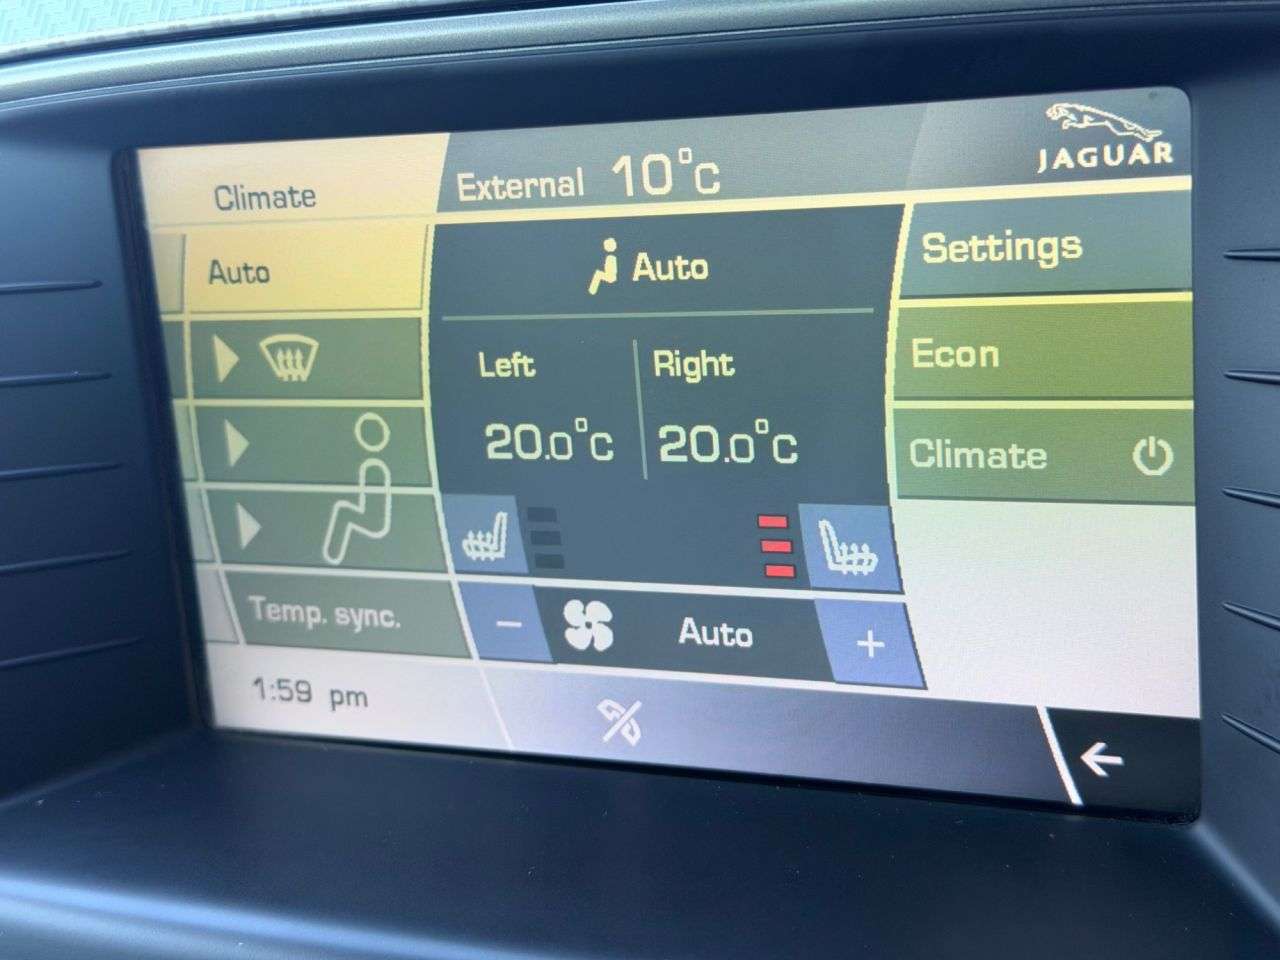 Climate
External 10°C
JAGUAR
Auto
Auto
Settings
Left
Right
Econ
20.0°C
20.0°C
Climate
Temp. sync.
Auto
1:59 pm